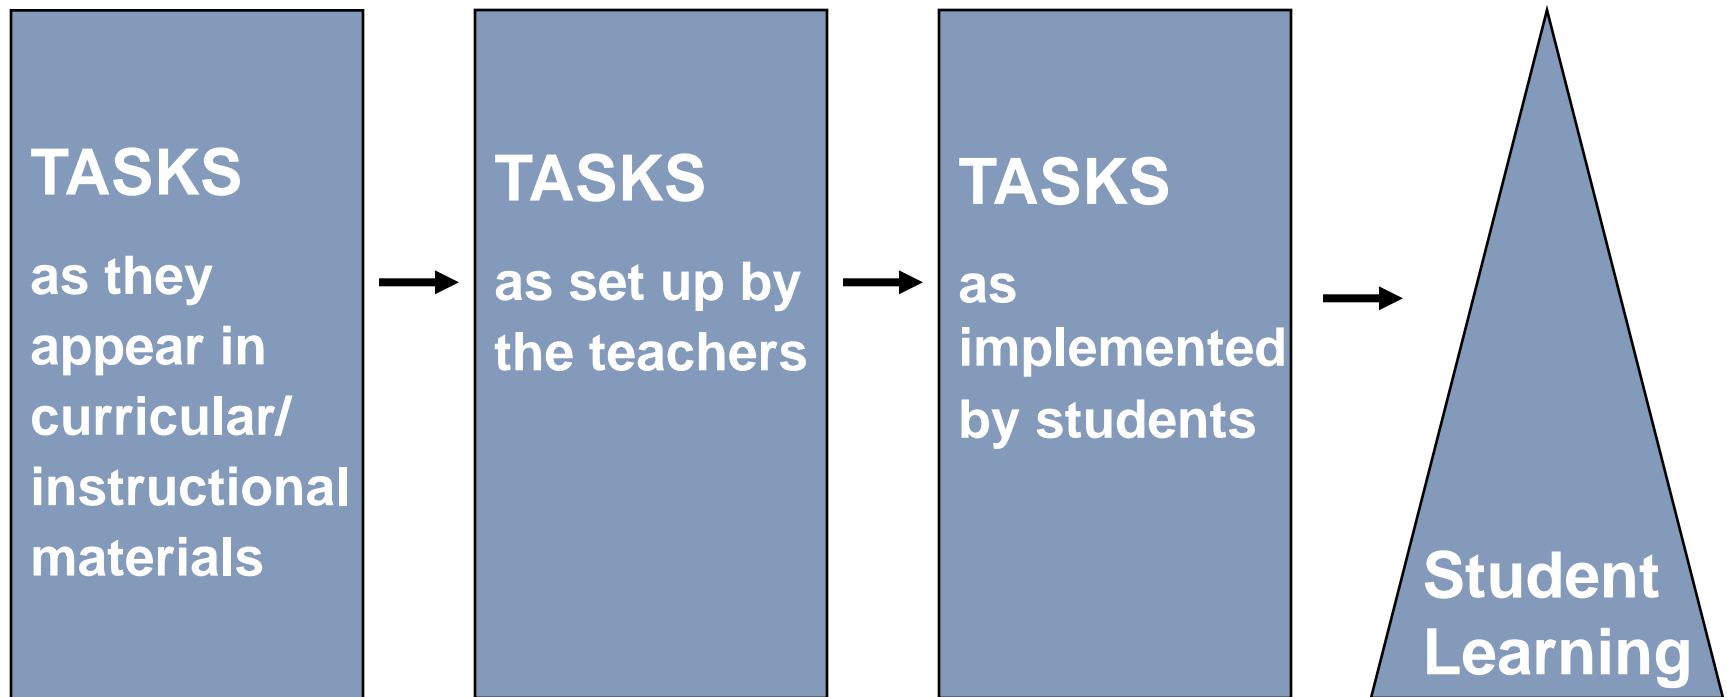 TASKS
as they
appear in
curricular/
instructional
materials
TASKS
as set up by
the teachers
TASKS
as
implemented
by students
Student
Learning